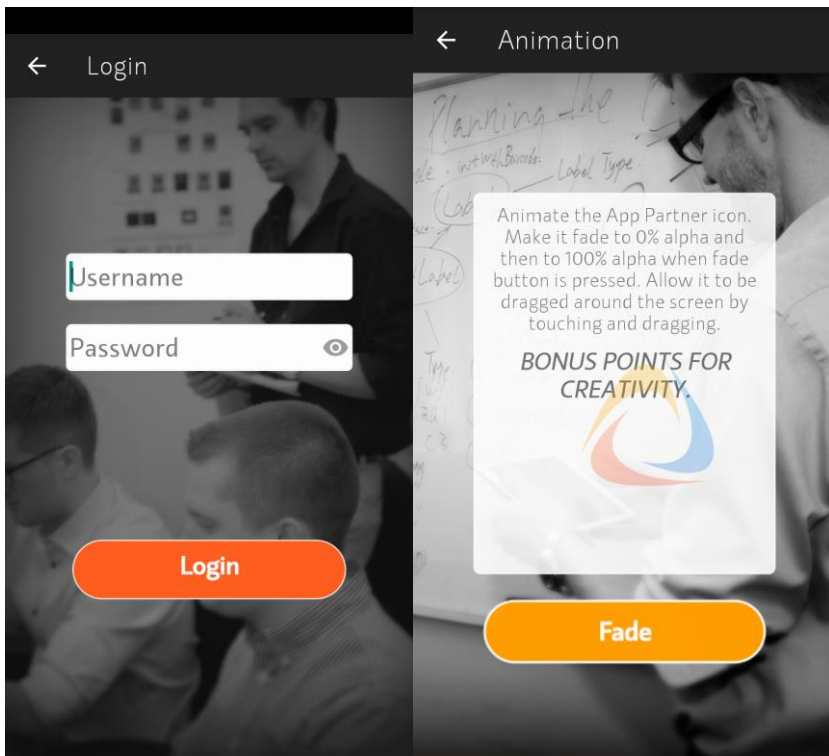 Login
Username
Password
Login
Animation
Planning the
Label Type.
Animate the App Partner icon.
Make it fade to 0% alpha and
then to 100% alpha when fade
button is pressed. Allow it to be
dragged around the screen by
touching and dragging.
BONUS POINTS FOR
CREATIVITY.
Fade